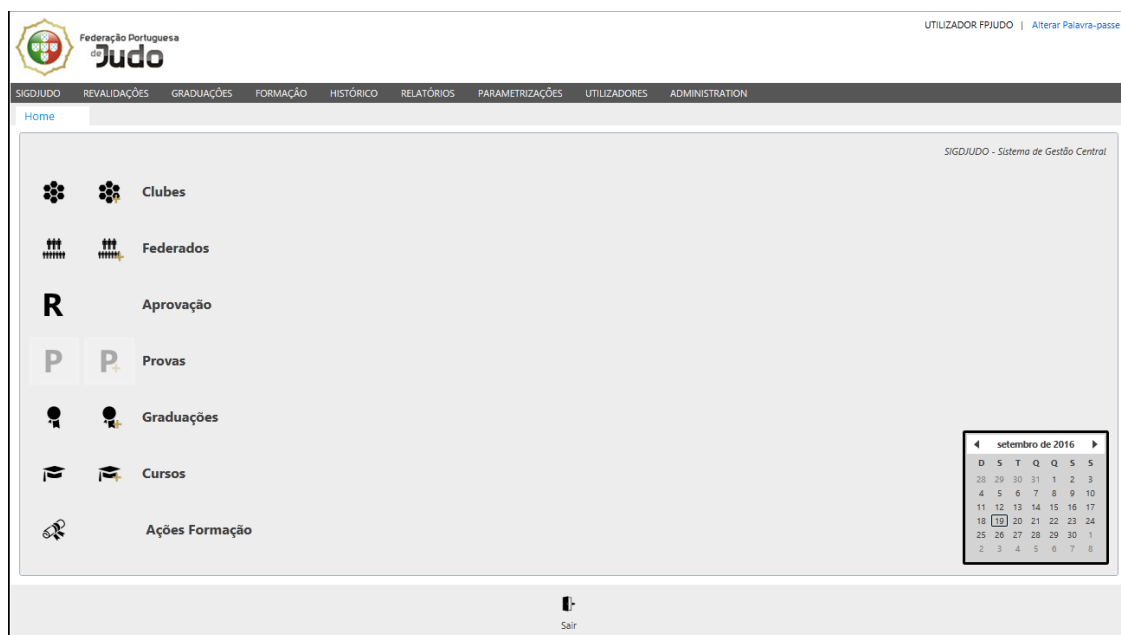 UTILIZADOR FPJUDO | Alterar Palavra-passe
Federação Portuguesa
de Judo
SIGDJUDO REVALIDAÇÕES GRADUAÇÕES FORMAÇÃO HISTÓRICO RELATÓRIOS PARAMETRIZAÇÕES UTILIZADORES ADMINISTRATION
Home
SIGDJUDO - Sistema de Gestão Central
Clubes
Federados
R Aprovação
P P Provas
Graduações
Cursos
Ações Formação
setembro de 2016
D S T Q Q S S
28 29 30 31 1 2 3
4 5 6 7 8 9 10
11 12 13 14 15 16 17
18 19 20 21 22 23 24
25 26 27 28 29 30 1
2 3 4 5 6 7 8
Sair